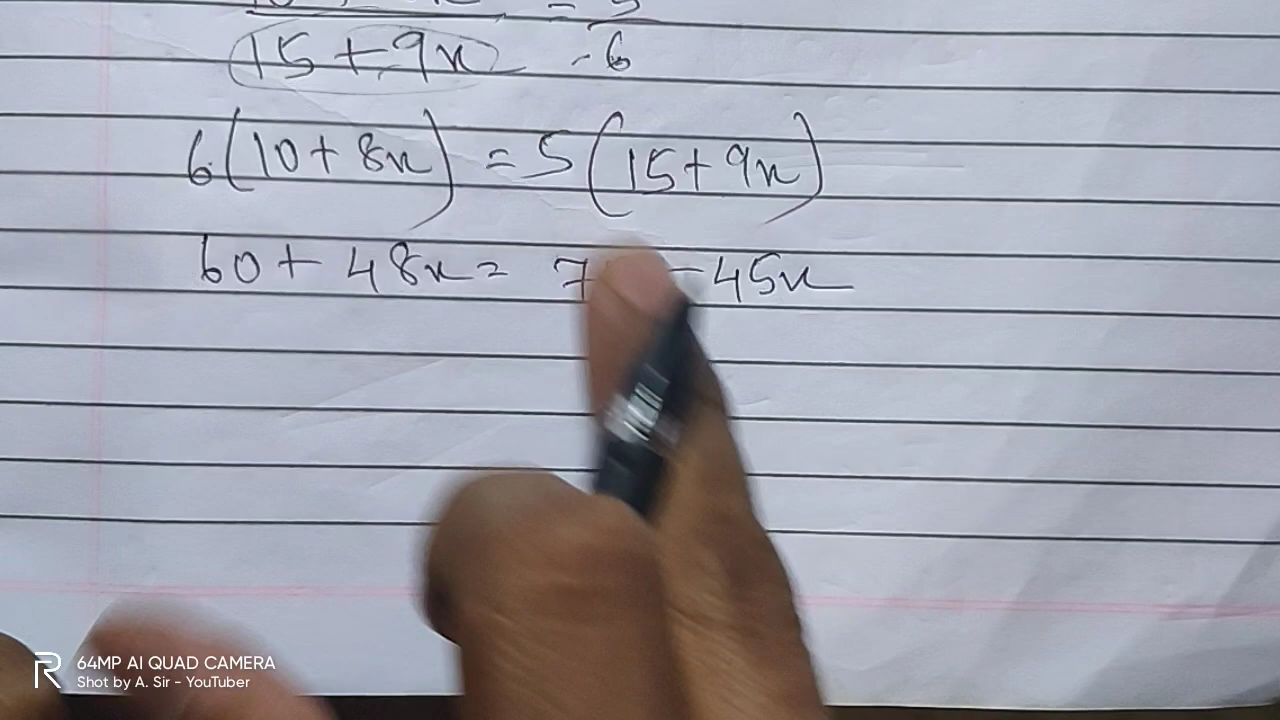 = 5
15 + 9x - 6
6(10 + 8x) = 5(15 + 9x)
60 + 48x = 7 45x
64MP AI QUAD CAMERA
Shot by A. Sir - YouTuber